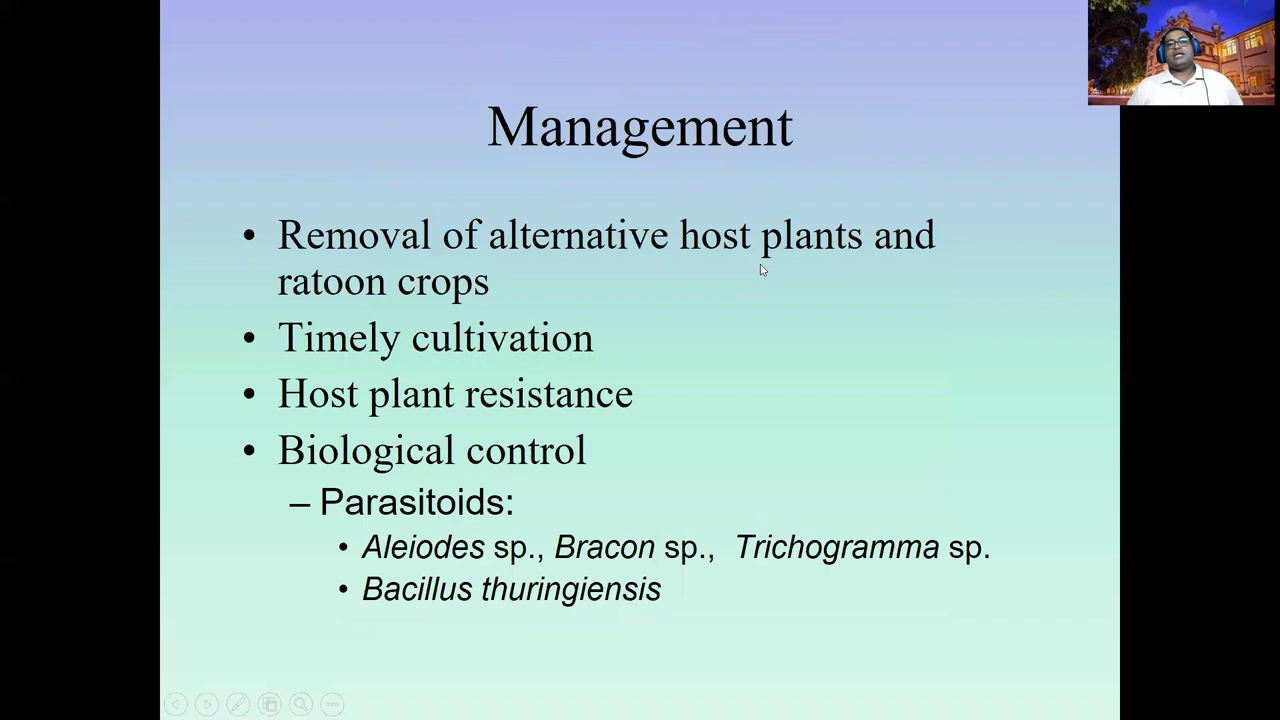 Management
• Removal of alternative host plants and
ratoon crops
• Timely cultivation
• Host plant resistance
• Biological control
– Parasitoids:
• Aleiodes sp., Bracon sp., Trichogramma sp.
• Bacillus thuringiensis